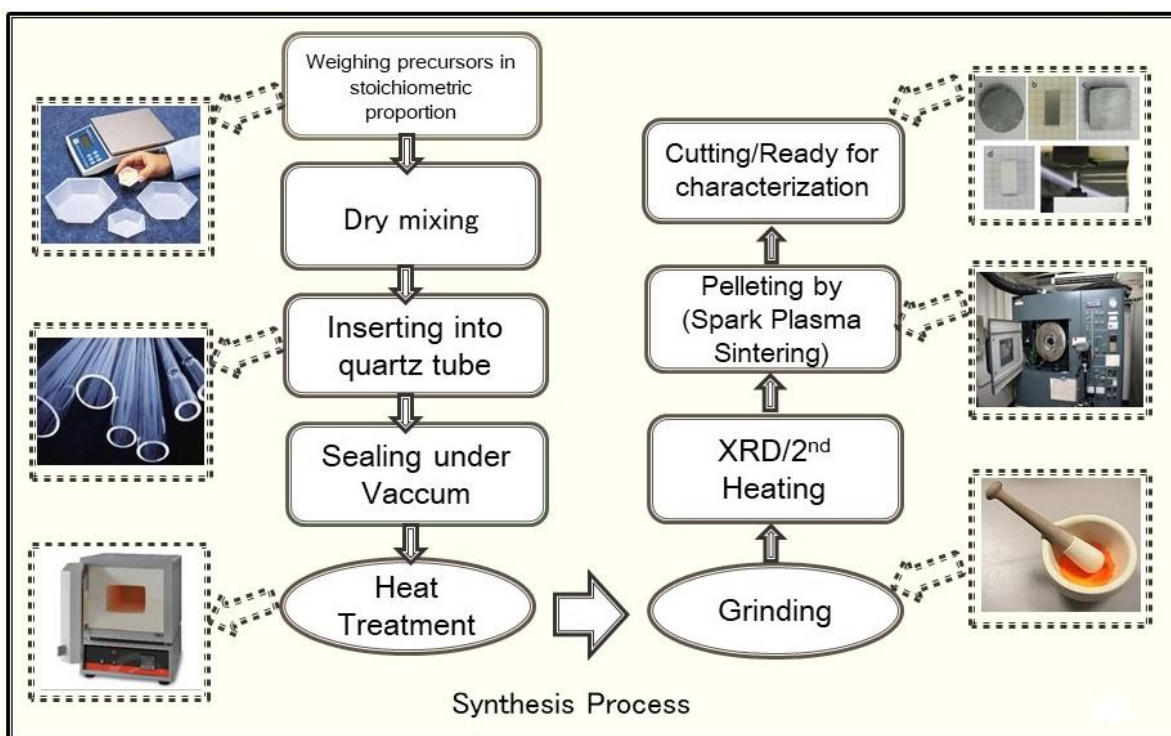 Weighing precursors in
stoichiometric
proportion
Dry mixing
Inserting into
quartz tube
Sealing under
Vaccum
Heat
Treatment
Grinding
XRD/2nd
Heating
Pelleting by
(Spark Plasma
Sintering)
Cutting/Ready for
characterization
a
b
c
d
Synthesis Process